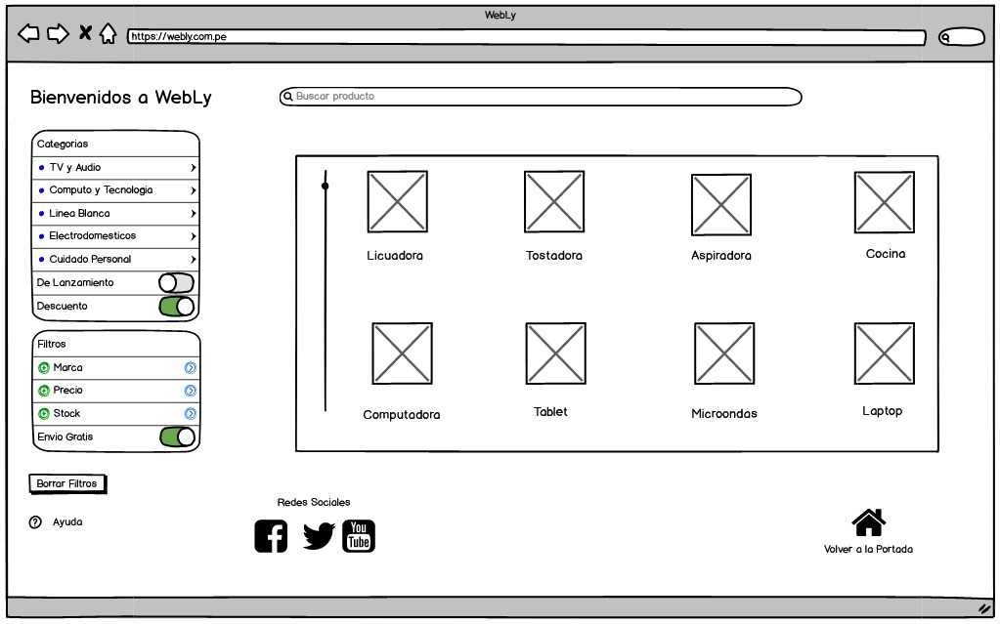 WebLy
https://webly.com.pe
Bienvenidos a WebLy
Buscar producto
Categorias
TV y Audio
Computo y Tecnologia
Linea Blanca
Electrodomesticos
Cuidado Personal
De Lanzamiento
Descuento
Filtros
Marca
Precio
Stock
Envio Gratis
Borrar Filtros
Ayuda
Licuadora
Tostadora
Aspiradora
Cocina
Computadora
Tablet
Microondas
Laptop
Redes Sociales
You
Tube
Volver a la Portada